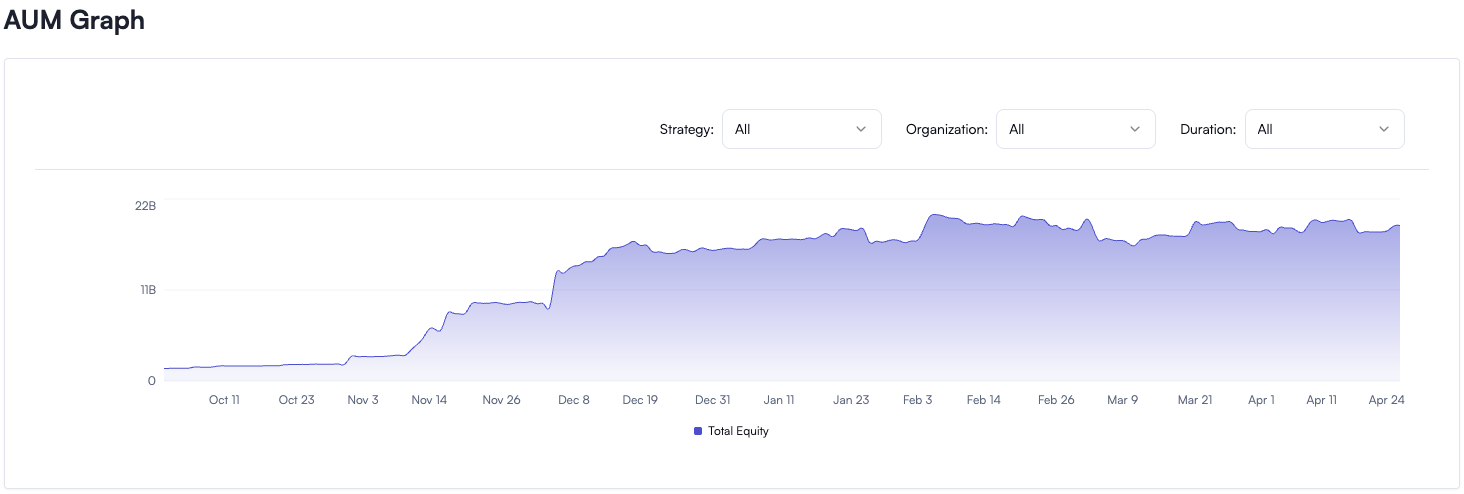 AUM Graph
Strategy: All Organization: All Duration: All
22B
11B
0
Oct 11 Oct 23 Nov 3 Nov 14 Nov 26 Dec 8 Dec 19 Dec 31 Jan 11 Jan 23 Feb 3 Feb 14 Feb 26 Mar 9 Mar 21 Apr 1 Apr 11 Apr 24
Total Equity